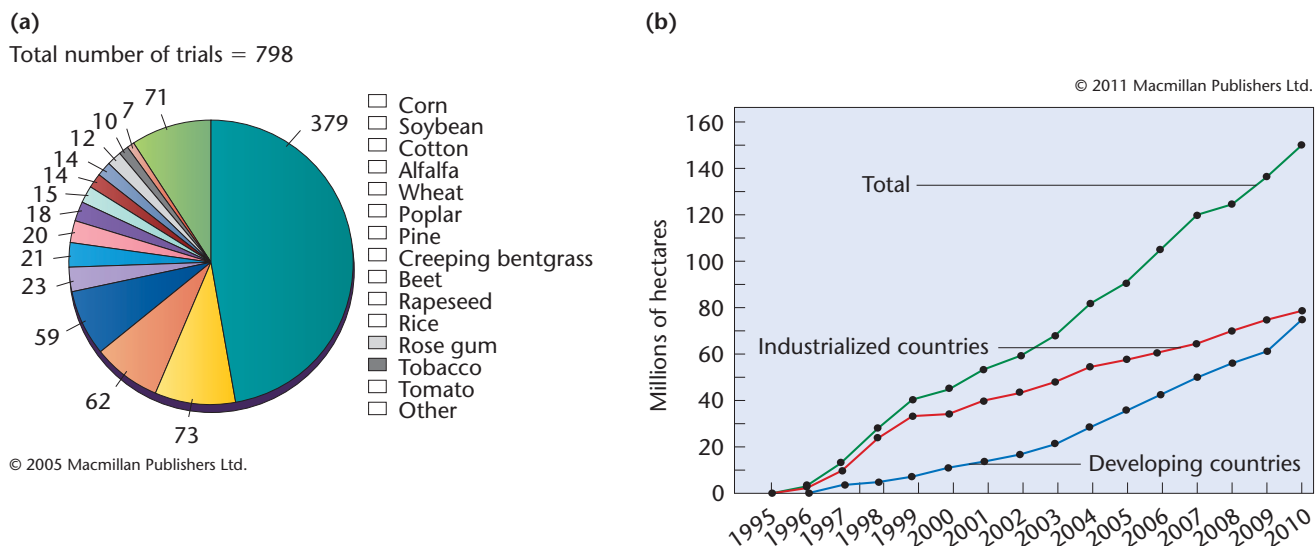 (a)
Total number of trials = 798
379
73
62
59
23
21
20
18
15
14
14
12
10
7
71
Corn
Soybean
Cotton
Alfalfa
Wheat
Poplar
Pine
Creeping bentgrass
Beet
Rapeseed
Rice
Rose gum
Tobacco
Tomato
Other
© 2005 Macmillan Publishers Ltd.
(b)
© 2011 Macmillan Publishers Ltd.
Millions of hectares
160
140
120
100
80
60
40
20
0
Total
Industrialized countries
Developing countries
1995
1996
1997
1998
1999
2000
2001
2002
2003
2004
2005
2006
2007
2008
2009
2010